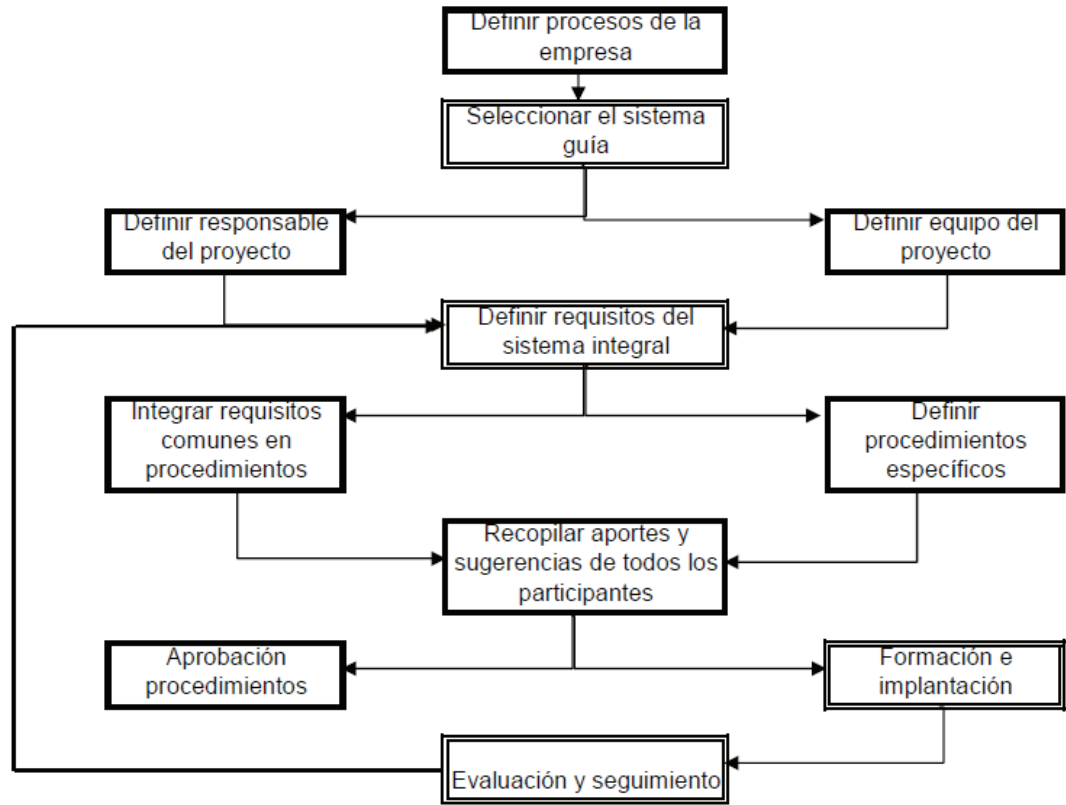 Definir procesos de la
empresa
Seleccionar el sistema
guía
Definir responsable
del proyecto
Definir equipo del
proyecto
Definir requisitos del
sistema integral
Integrar requisitos
comunes en
procedimientos
Definir
procedimientos
específicos
Recopilar aportes y
sugerencias de todos los
participantes
Aprobación
procedimientos
Formación e
implantación
Evaluación y seguimiento